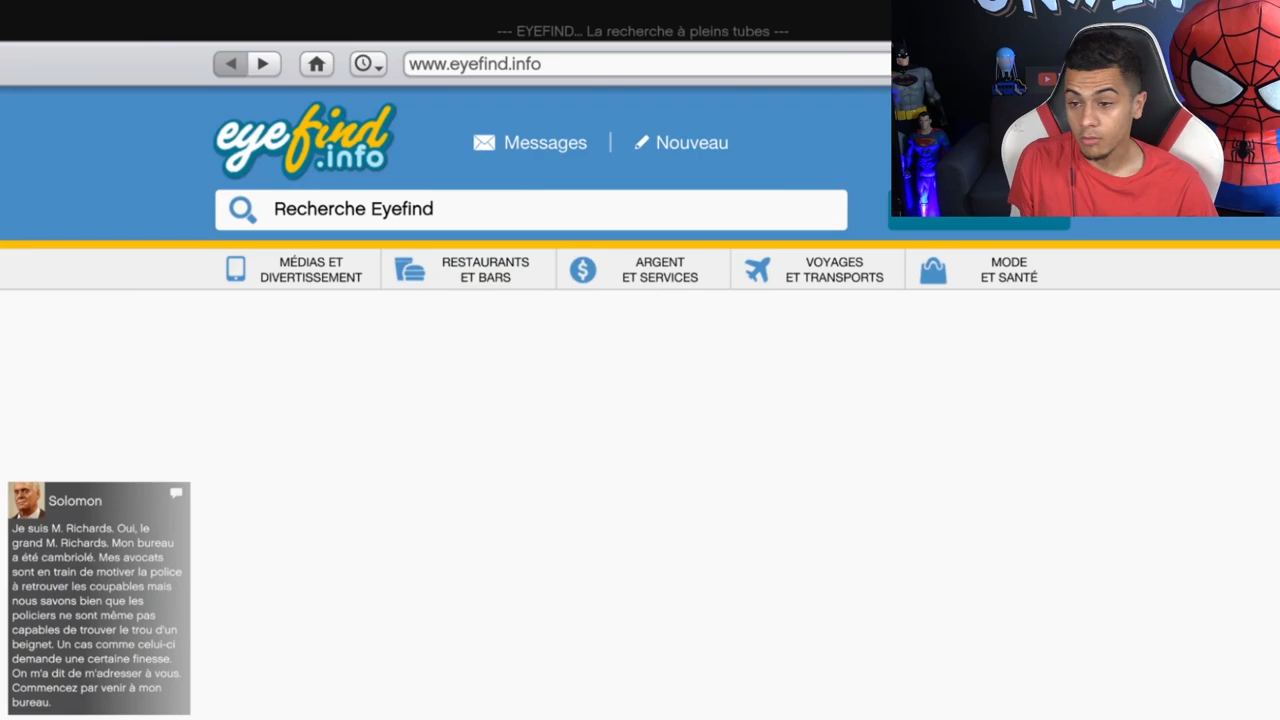 --- EYEFIND... La recherche à pleins tubes ---
www.eyefind.info
eyefind
.info
Messages
Nouveau
Recherche Eyefind
MÉDIAS ET
DIVERTISSEMENT
RESTAURANTS
ET BARS
ARGENT
ET SERVICES
VOYAGES
ET TRANSPORTS
MODE
ET SANTÉ
Solomon
Je suis M. Richards. Oui, le
grand M. Richards. Mon bureau
a été cambriolé. Mes avocats
sont en train de motiver la police
à retrouver les coupables mais
nous savons bien que les
policiers ne sont même pas
capables de trouver le trou d'un
beignet. Un cas comme celui-ci
demande une certaine finesse.
On m'a dit de m'adresser à vous.
Commencez par venir à mon
bureau.